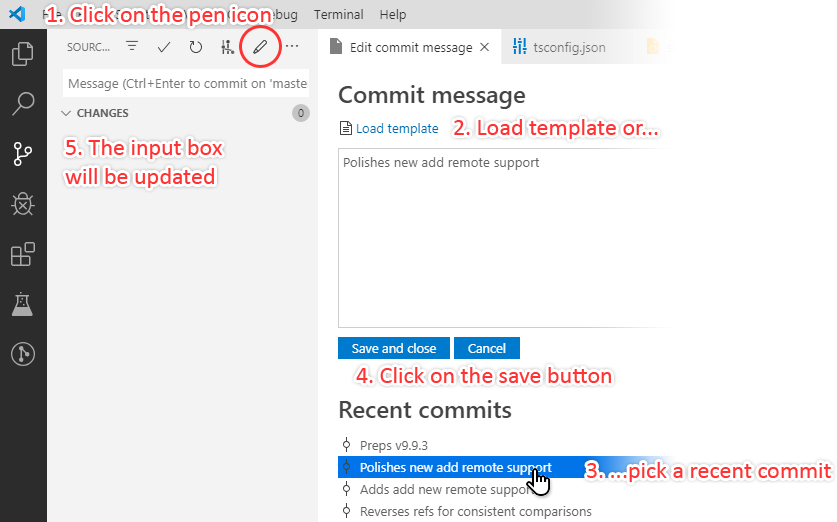 1. Click on the pen icon
Terminal
Help
SOURC...
Edit commit message
tsconfig.json
Message (Ctrl+Enter to commit on 'maste
CHANGES
0
Commit message
Load template
2. Load template or...
5. The input box
will be updated
Polishes new add remote support
Save and close
Cancel
4. Click on the save button
Recent commits
Preps v9.9.3
Polishes new add remote support
3. ...pick a recent commit
Adds add new remote support
Reverses refs for consistent comparisons